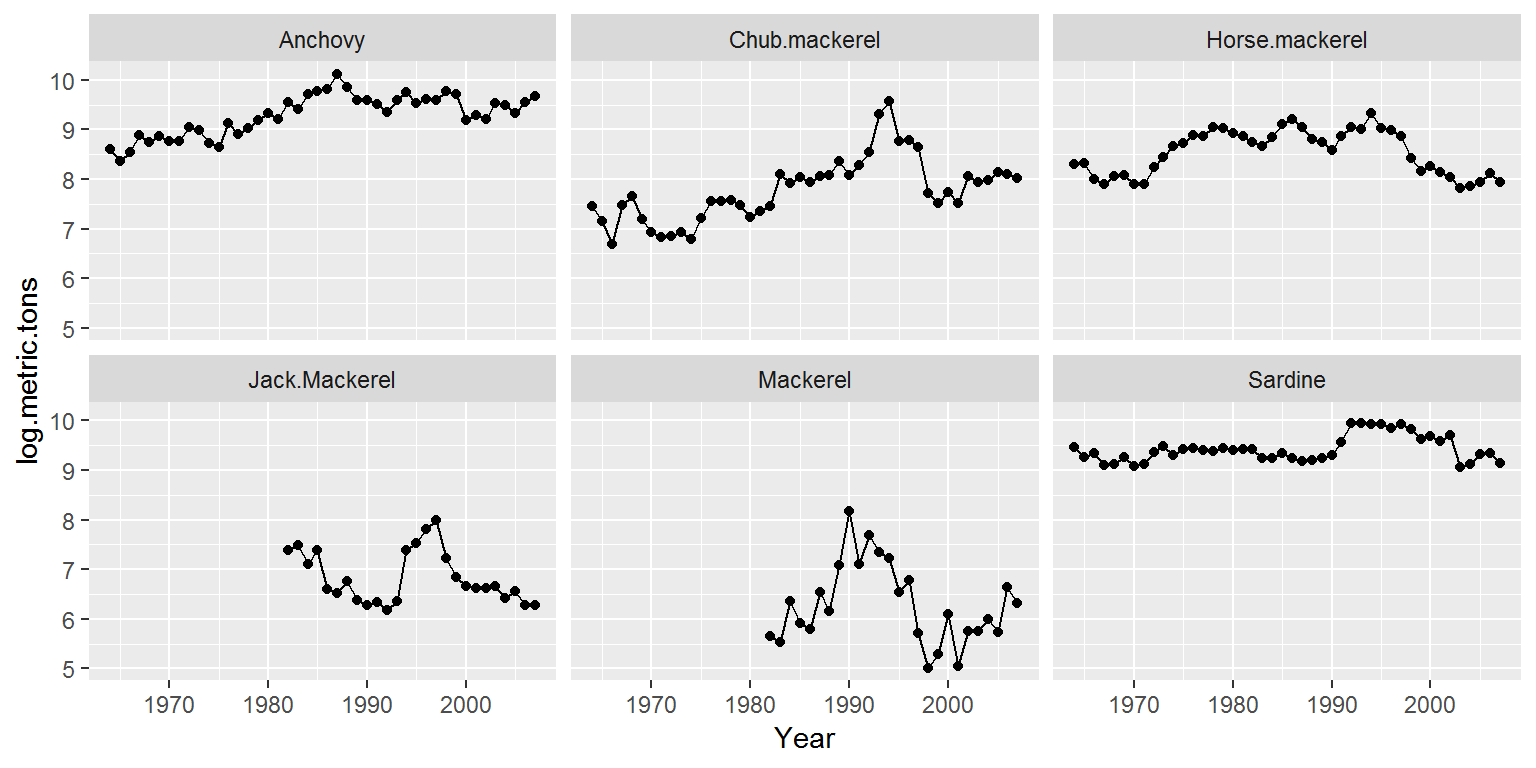 Anchovy Chub.mackerel Horse.mackerel
10
9
8
7
6
5
log.metric.tons
Jack.Mackerel Mackerel Sardine
10
9
8
7
6
5
1970 1980 1990 2000 1970 1980 1990 2000 1970 1980 1990 2000
Year